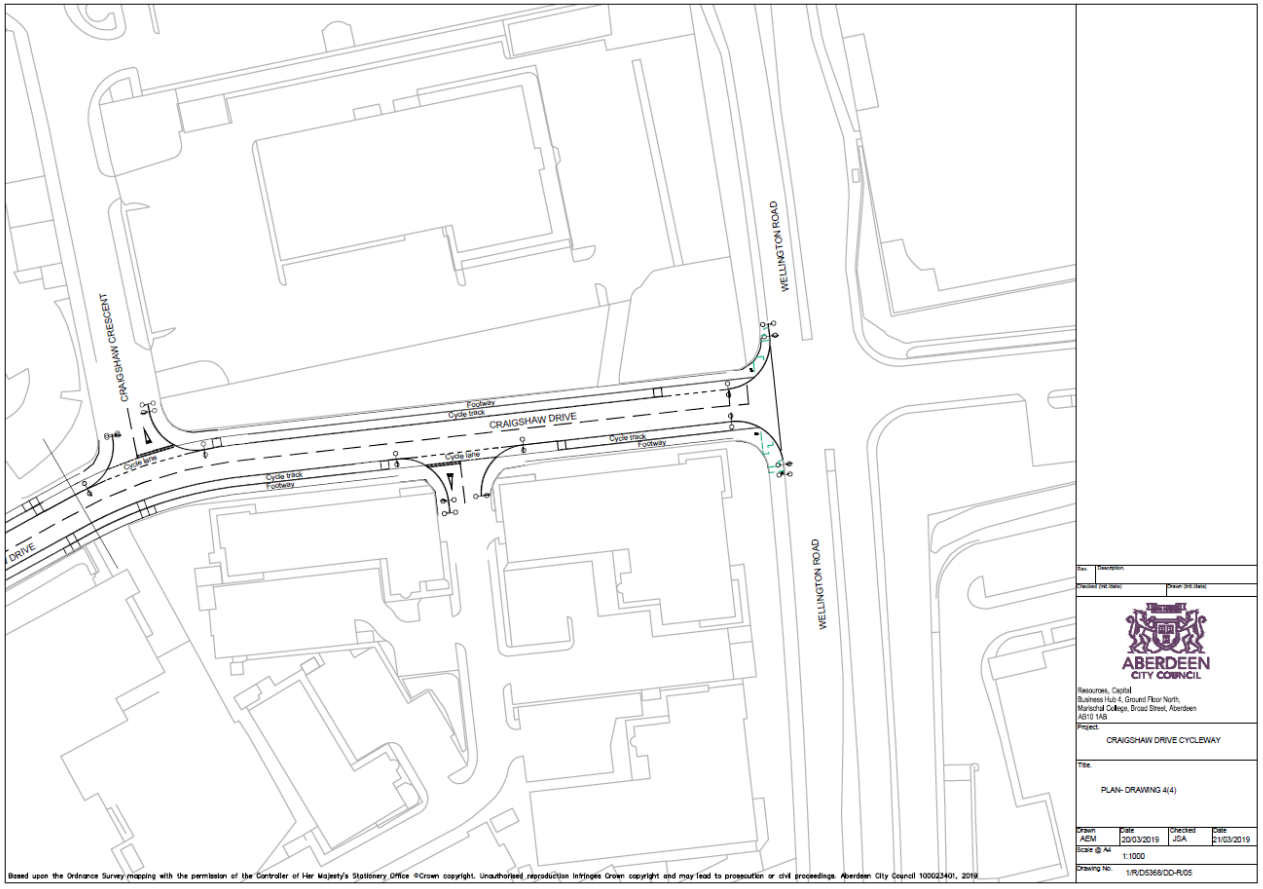 WELLINGTON ROAD
CRAIGSHAW CRESCENT
Footway
Cycle track
CRAIGSHAW DRIVE
Cycle track
Footway
Cycle lane
Cycle lane
Cycle track
Footway
DRIVE
WELLINGTON ROAD
Rev. Description.
Checked (init./date) Drawn (init./date)
ABERDEEN
CITY COUNCIL
Resources, Capital
Business Hub 4, Ground Floor North,
Marischal College, Broad Street, Aberdeen
AB10 1AB
Project.
CRAIGSHAW DRIVE CYCLEWAY
Title.
PLAN- DRAWING 4(4)
Drawn Date Checked Date
AEM 20/03/2019 JSA 21/03/2019
Scale @ A4
1:1000
Drawing No. 1/R/D5368/DD-R/05
Based upon the Ordnance Survey mapping with the permission of the Controller of Her Majesty's Stationery Office ©Crown copyright. Unauthorised reproduction infringes Crown copyright and may lead to prosecution or civil proceedings. Aberdeen City Council 100023401, 2019